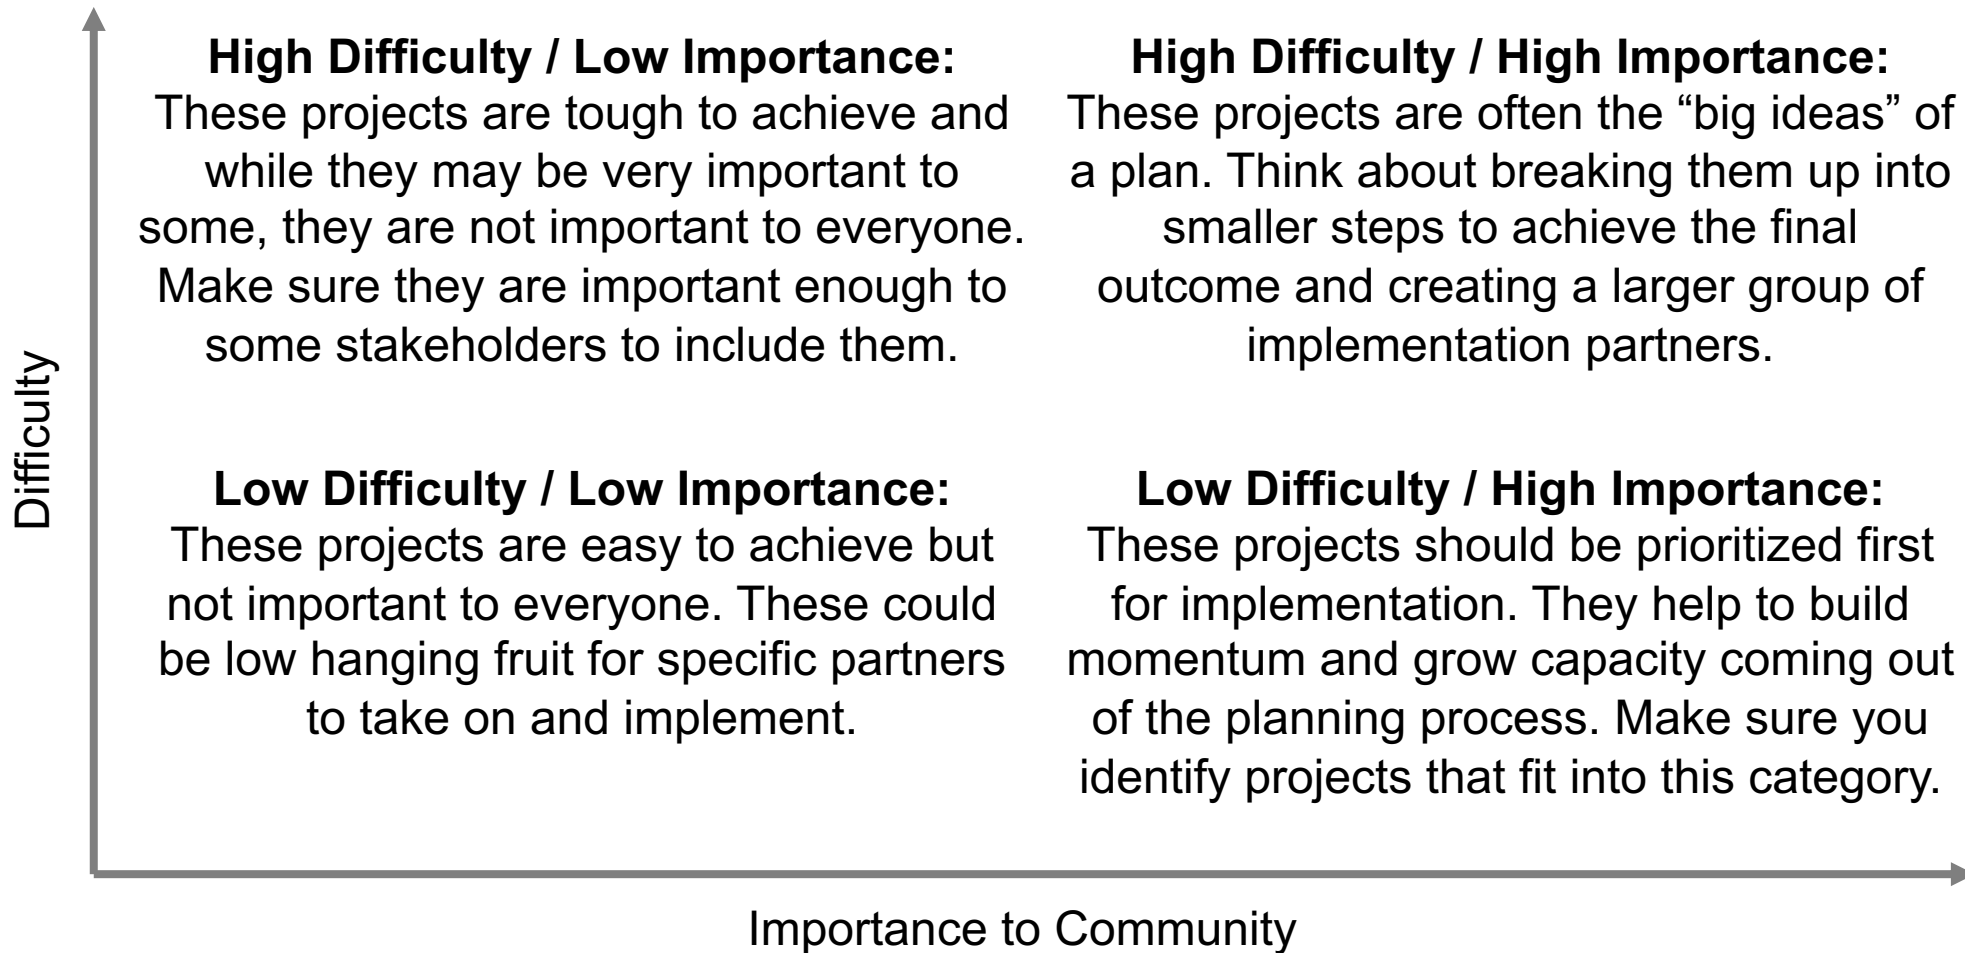 High Difficulty / Low Importance:
These projects are tough to achieve and
while they may be very important to
some, they are not important to everyone.
Make sure they are important enough to
some stakeholders to include them.
High Difficulty / High Importance:
These projects are often the “big ideas” of
a plan. Think about breaking them up into
smaller steps to achieve the final
outcome and creating a larger group of
implementation partners.
Difficulty
Low Difficulty / Low Importance:
These projects are easy to achieve but
not important to everyone. These could
be low hanging fruit for specific partners
to take on and implement.
Low Difficulty / High Importance:
These projects should be prioritized first
for implementation. They help to build
momentum and grow capacity coming out
of the planning process. Make sure you
identify projects that fit into this category.
Importance to Community